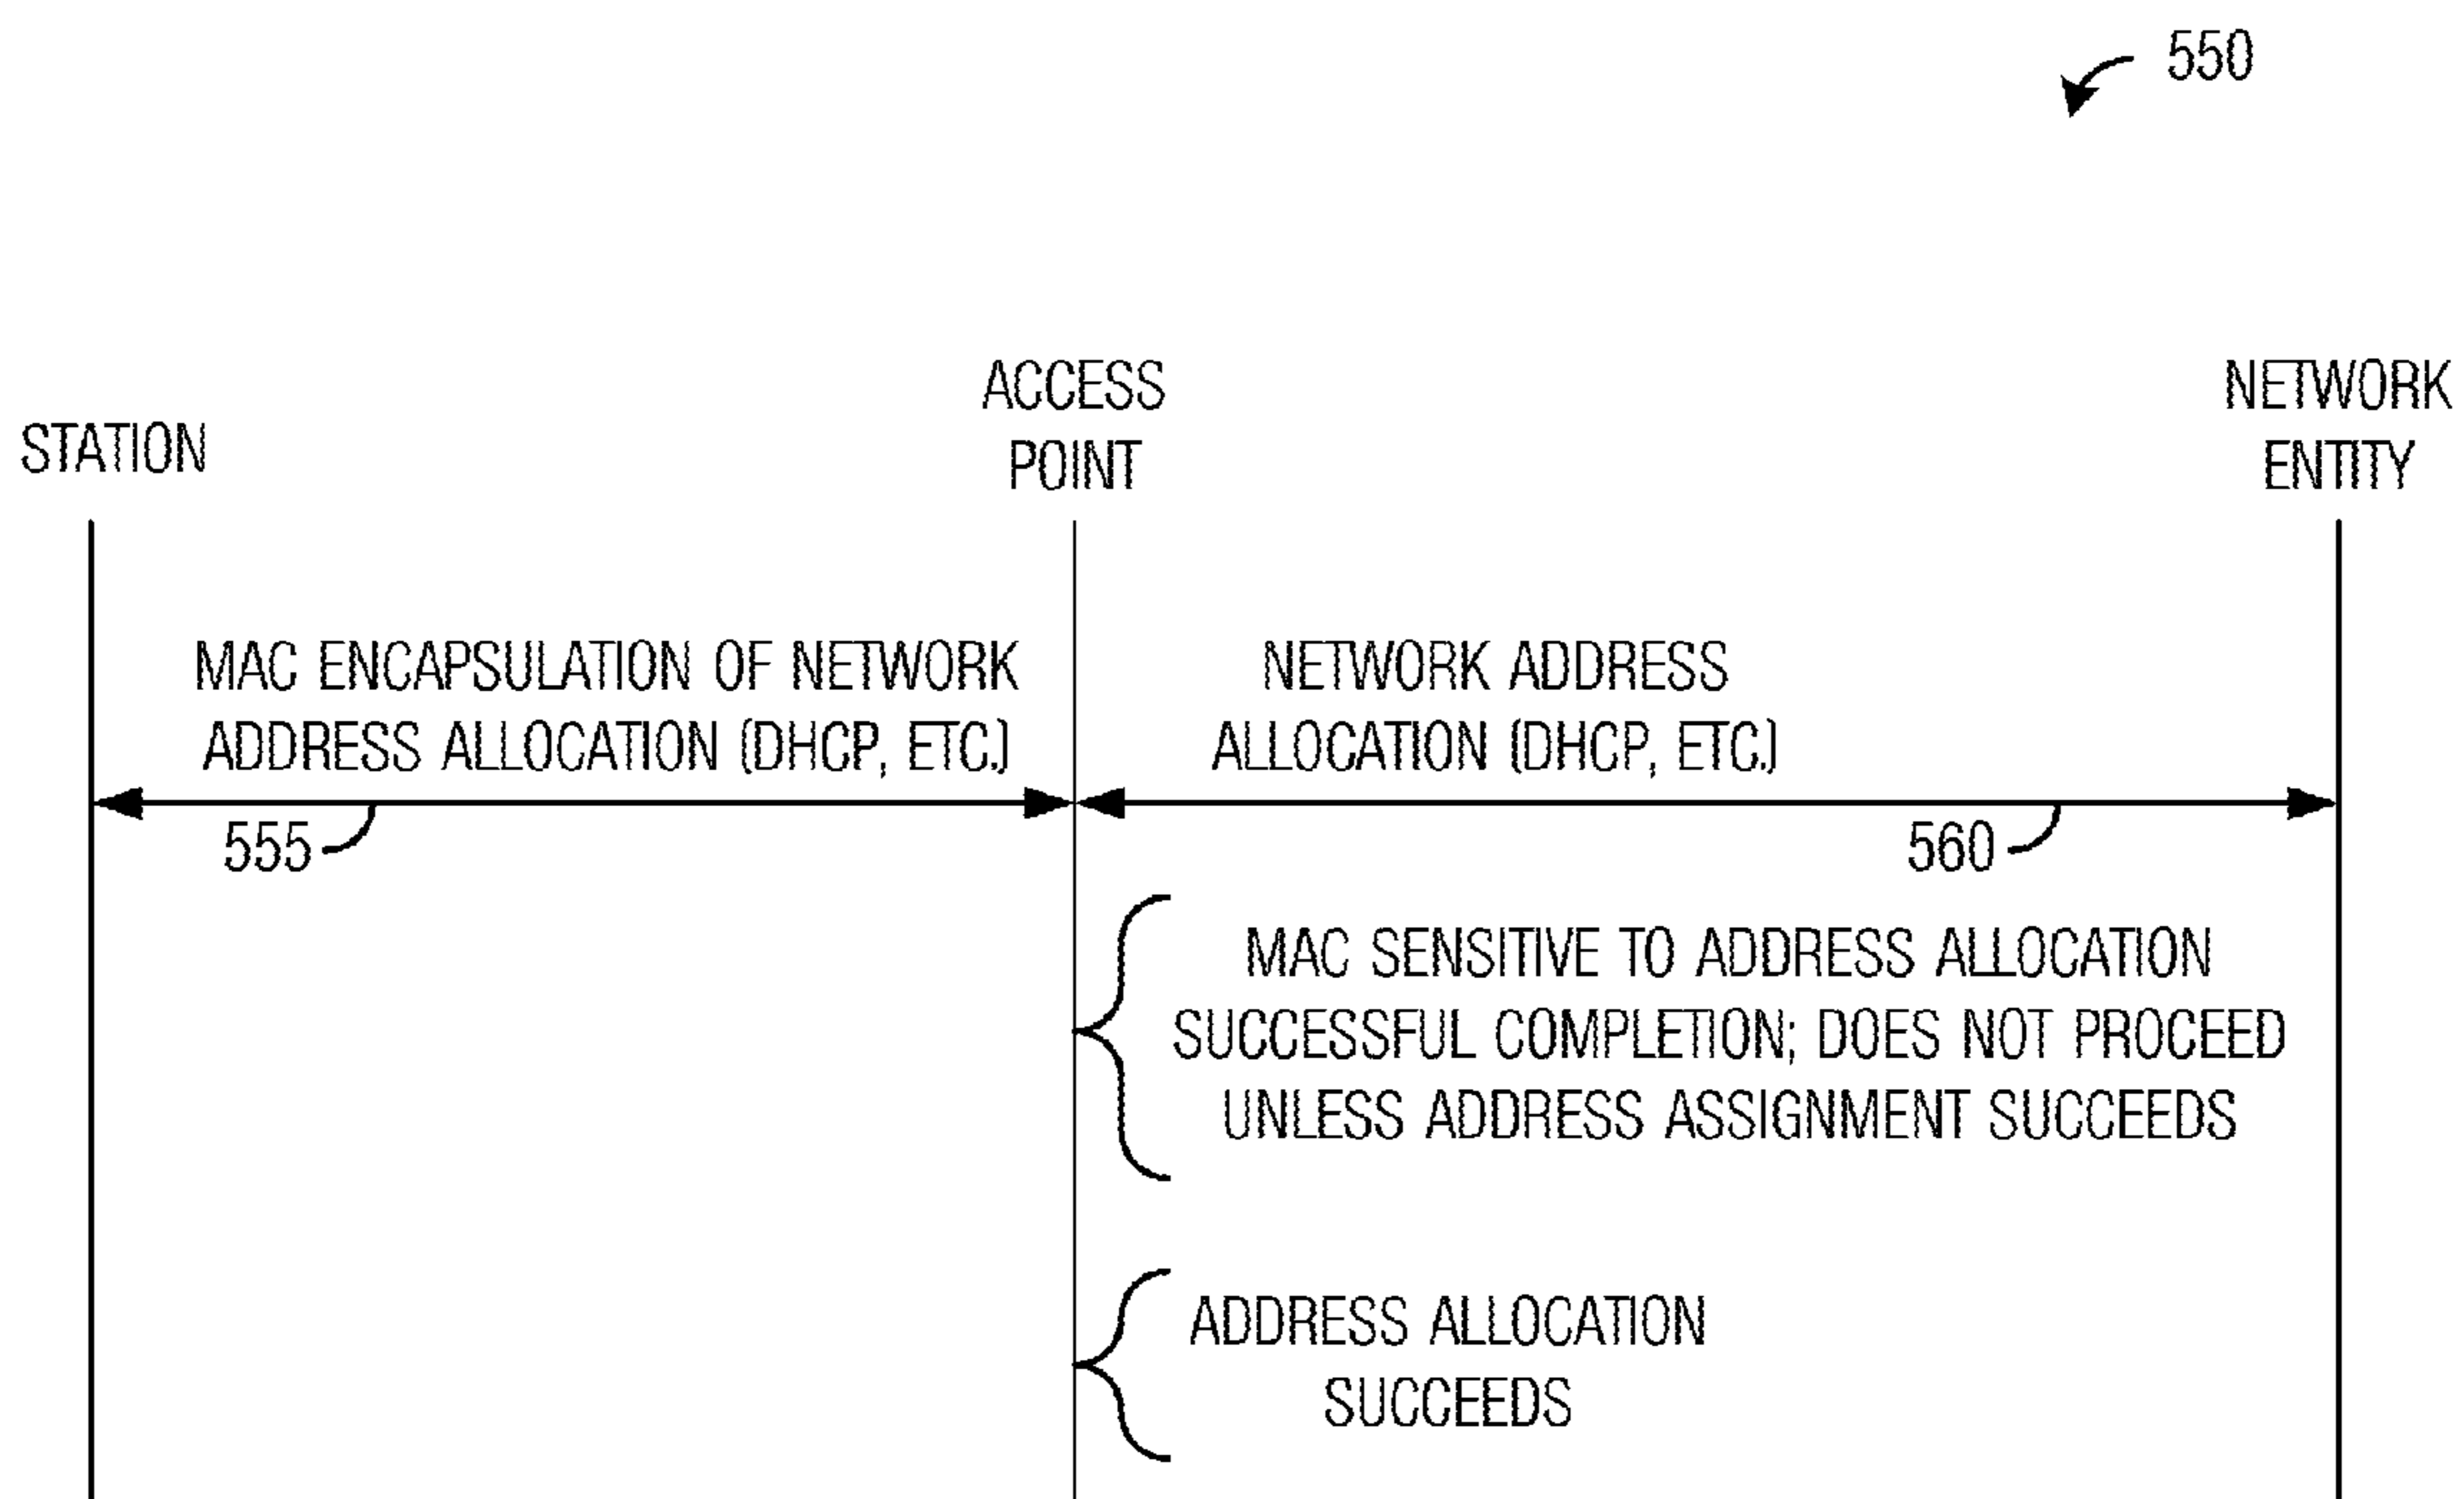 550
STATION
ACCESS
POINT
NETWORK
ENTITY
MAC ENCAPSULATION OF NETWORK
ADDRESS ALLOCATION (DHCP, ETC.)
NETWORK ADDRESS
ALLOCATION (DHCP, ETC.)
555
560
MAC SENSITIVE TO ADDRESS ALLOCATION
SUCCESSFUL COMPLETION; DOES NOT PROCEED
UNLESS ADDRESS ASSIGNMENT SUCCEEDS
ADDRESS ALLOCATION
SUCCEEDS